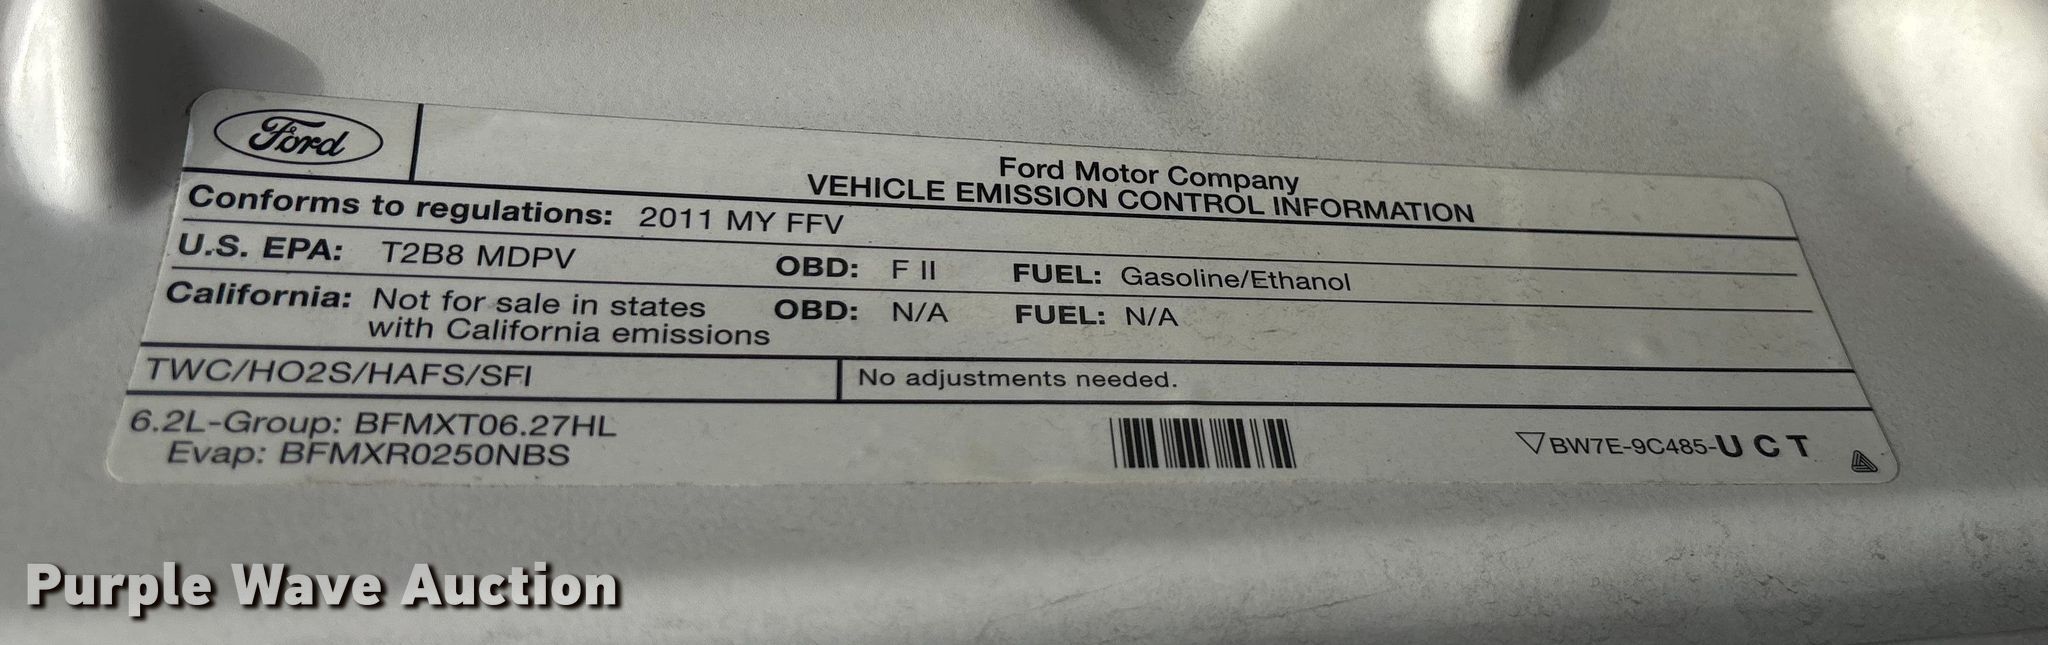 Ford
Ford Motor Company
VEHICLE EMISSION CONTROL INFORMATION
Conforms to regulations: 2011 MY FFV
U.S. EPA: T2B8 MDPV OBD: F II FUEL: Gasoline/Ethanol
California: Not for sale in states OBD: N/A FUEL: N/A
with California emissions
TWC/HO2S/HAFS/SFI No adjustments needed.
6.2L-Group: BFMXT06.27HL
Evap: BFMXR0250NBS
BW7E-9C485-UCT
Purple Wave Auction